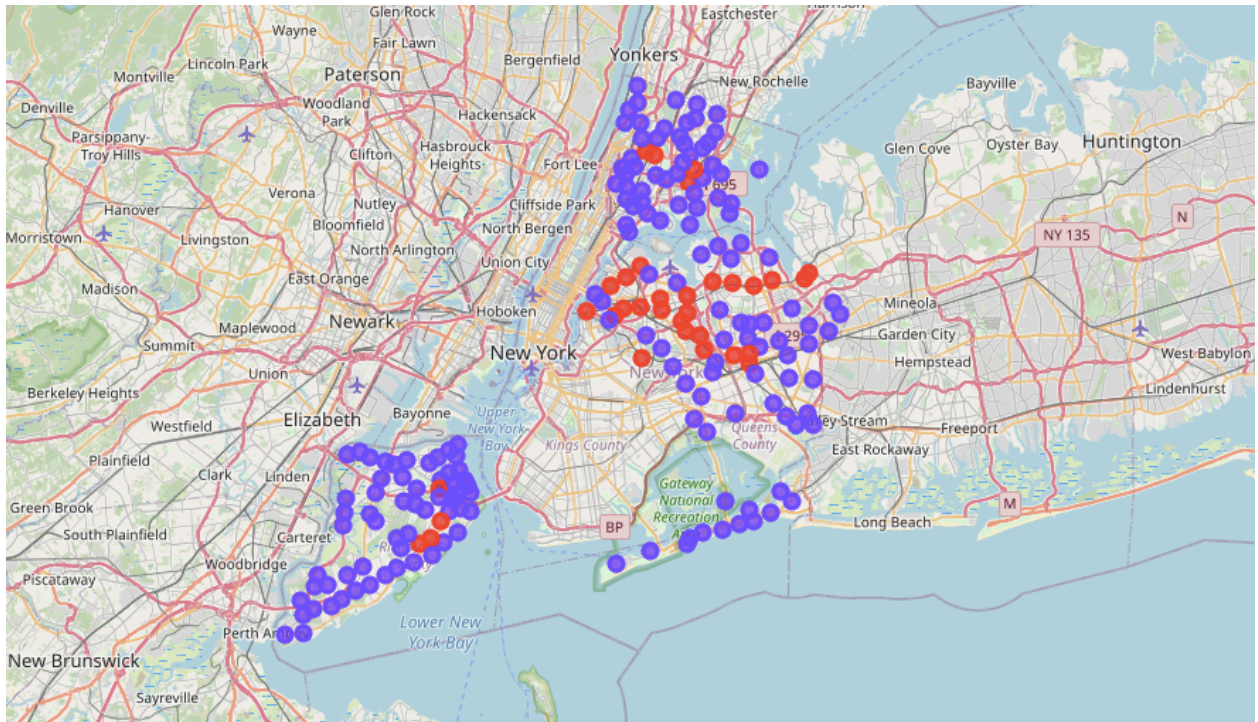 Glen Rock
Eastchester
Wayne
Fair Lawn
Yonkers
Lincoln Park
Bergenfield
Montville
Paterson
New Rochelle
Bayville
Denville
Woodland
Park
Hackensack
Parsippany-
Troy Hills
Hasbrouck
Heights
Clifton
Fort Lee
Glen Cove
Oyster Bay
Huntington
Verona
Nutley
695
Hanover
Bloomfield
Cliffside Park
N
Morristown
Livingston
North Arlington
North Bergen
NY 135
East Orange
Union City
Madison
Hoboken
Mineola
Newark
Maplewood
Garden City
Summit
New York
29
West Babylon
Union
New York
Hempstead
Berkeley Heights
Lindenhurst
Elizabeth
Bayonne
'Upper
New York
Bay
Westfield
Kings County
Queens
County
ley Stream
Freeport
East Rockaway
Plainfield
Clark
Linden
Gateway
National
Recreation
Green Brook
M
South Plainfield
Carteret
BP
Long Beach
Woodbridge
Piscataway
Lower New
York Bay
Perth Am
New Brunswick
Sayreville